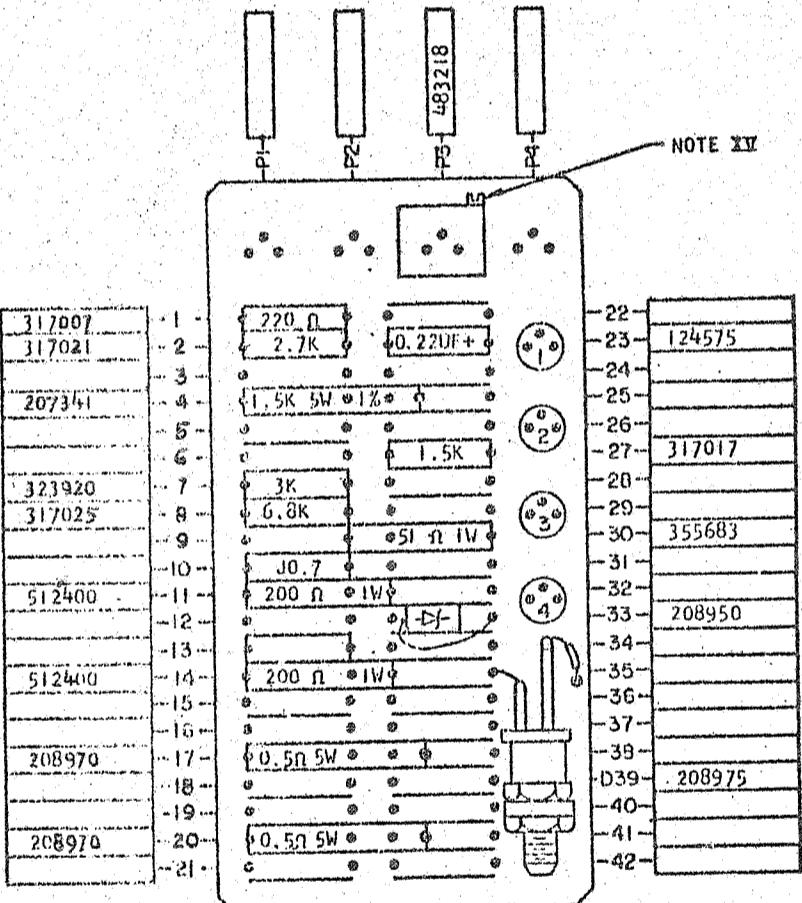 483218
P1 P2 P3 P4
NOTE XV
317007 1 220 Ω 22
317021 2 2.7K 0.22UF+ 1 23 124575
3 24
207341 4 1.5K 5W 1% 25
5 2 26
6 1.5K 27 317017
323920 7 3K 28
317025 8 6.8K 29
9 51 Ω 1W 3 30 355683
10 J0.7 31
512400 11 200 Ω 1W 4 32
12 33 208950
13 34
512400 14 200 Ω 1W 35
15 36
16 37
208970 17 0.5Ω 5W 38
18 D39 208975
19 40
208970 20 0.5Ω 5W 41
21 42